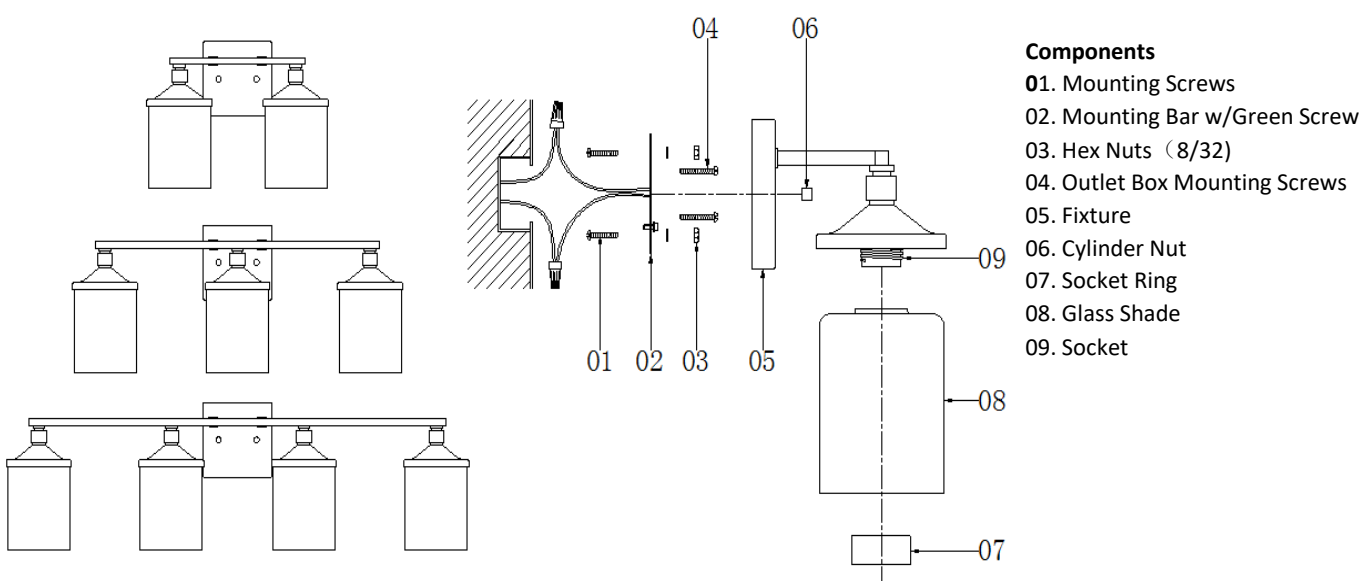 04
06
09
01
02
03
05
08
07
Components
01. Mounting Screws
02. Mounting Bar w/Green Screw
03. Hex Nuts（8/32)
04. Outlet Box Mounting Screws
05. Fixture
06. Cylinder Nut
07. Socket Ring
08. Glass Shade
09. Socket